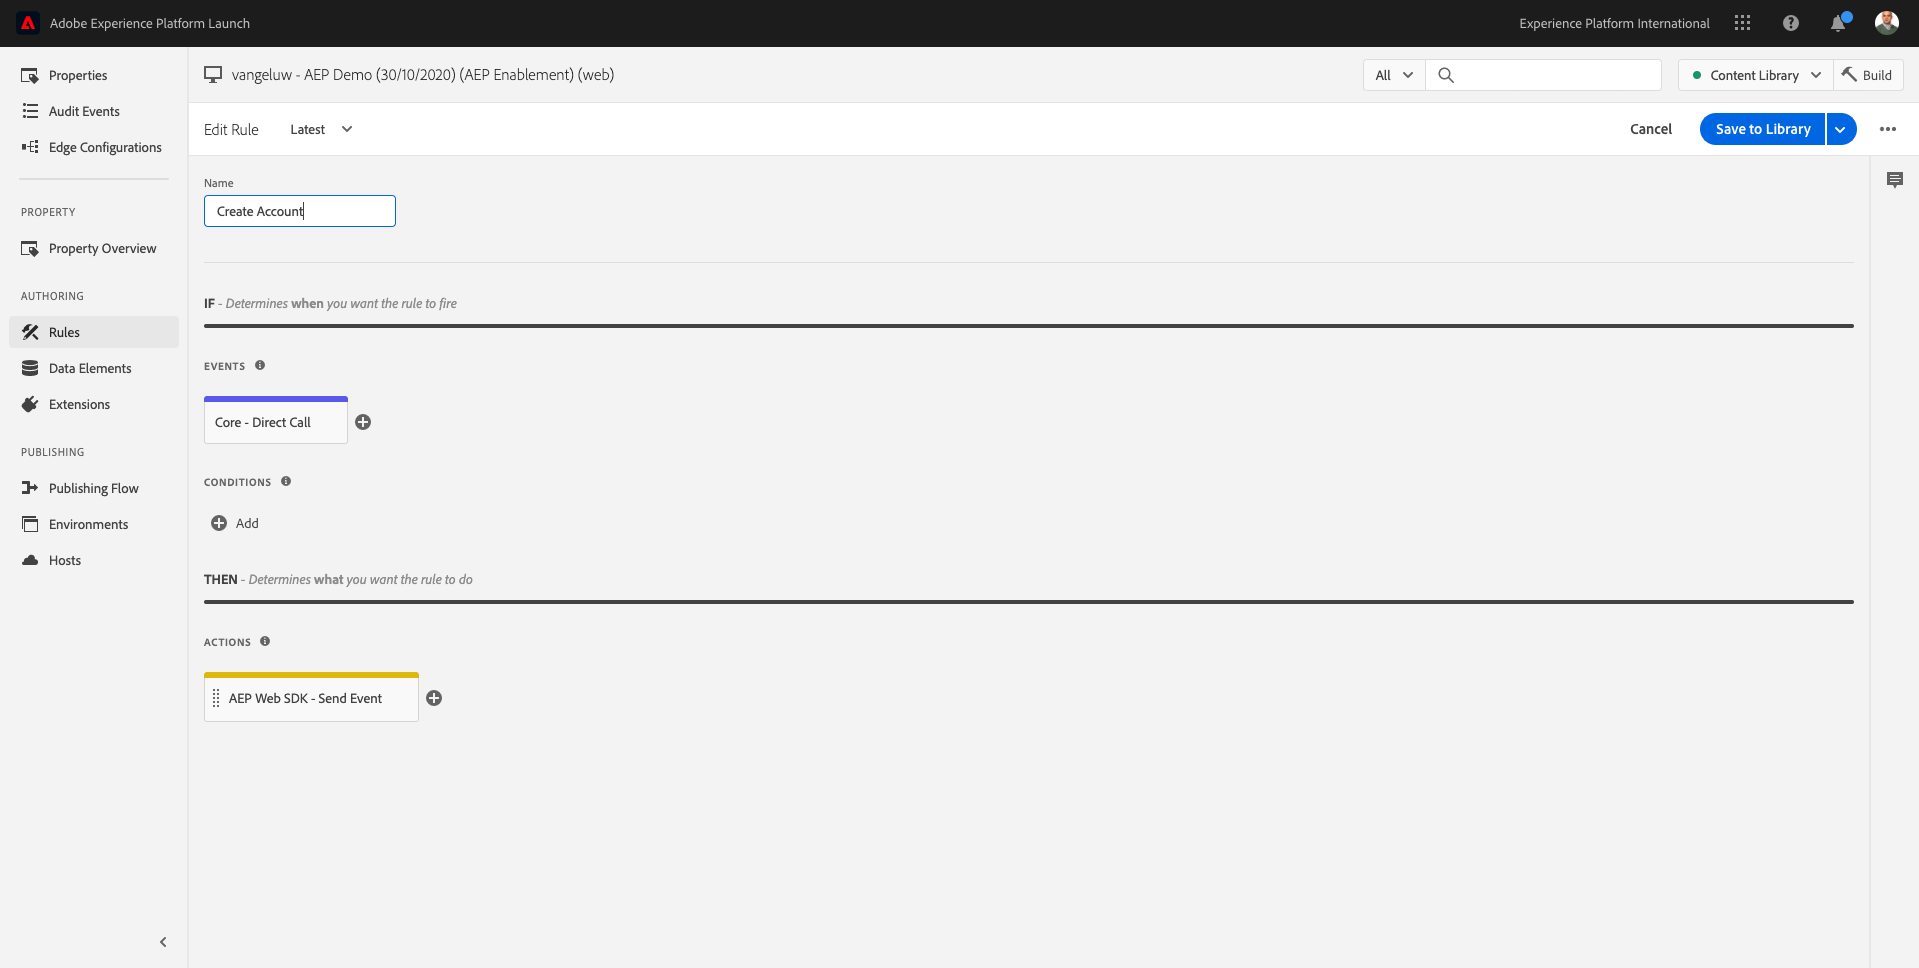 Adobe Experience Platform Launch
Experience Platform International
Properties
Audit Events
Edge Configurations
PROPERTY
Property Overview
AUTHORING
Rules
Data Elements
Extensions
PUBLISHING
Publishing Flow
Environments
Hosts
vangeluw - AEP Demo (30/10/2020) (AEP Enablement) (web)
All
Content Library
Build
Edit Rule
Latest
Cancel
Save to Library
Name
Create Account
IF - Determines when you want the rule to fire
EVENTS
Core - Direct Call
CONDITIONS
Add
THEN - Determines what you want the rule to do
ACTIONS
AEP Web SDK - Send Event